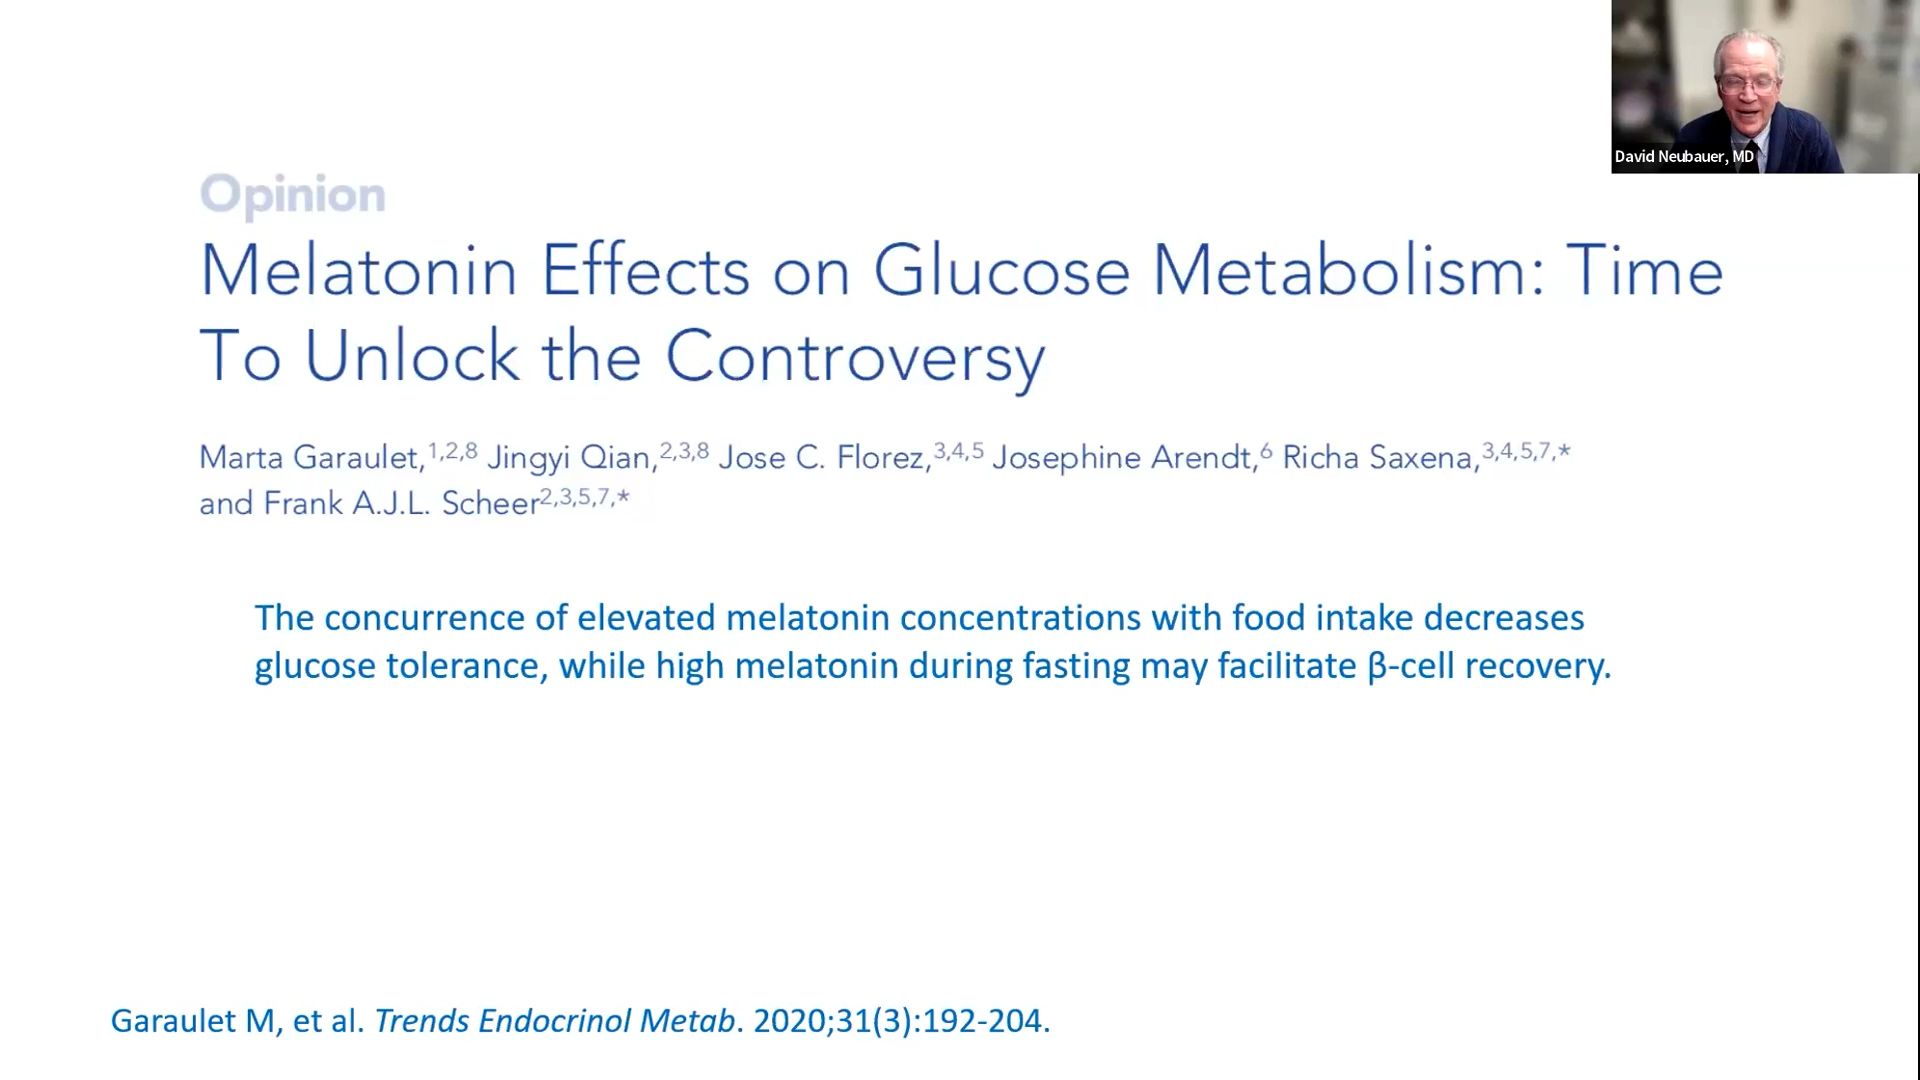 David Neubauer, MD
Opinion
Melatonin Effects on Glucose Metabolism: Time
To Unlock the Controversy
Marta Garaulet,1,2,8 Jingyi Qian,2,3,8 Jose C. Florez,3,4,5 Josephine Arendt,6 Richa Saxena,3,4,5,7,*
and Frank A.J.L. Scheer2,3,5,7,*
The concurrence of elevated melatonin concentrations with food intake decreases
glucose tolerance, while high melatonin during fasting may facilitate β-cell recovery.
Garaulet M, et al. Trends Endocrinol Metab. 2020;31(3):192-204.